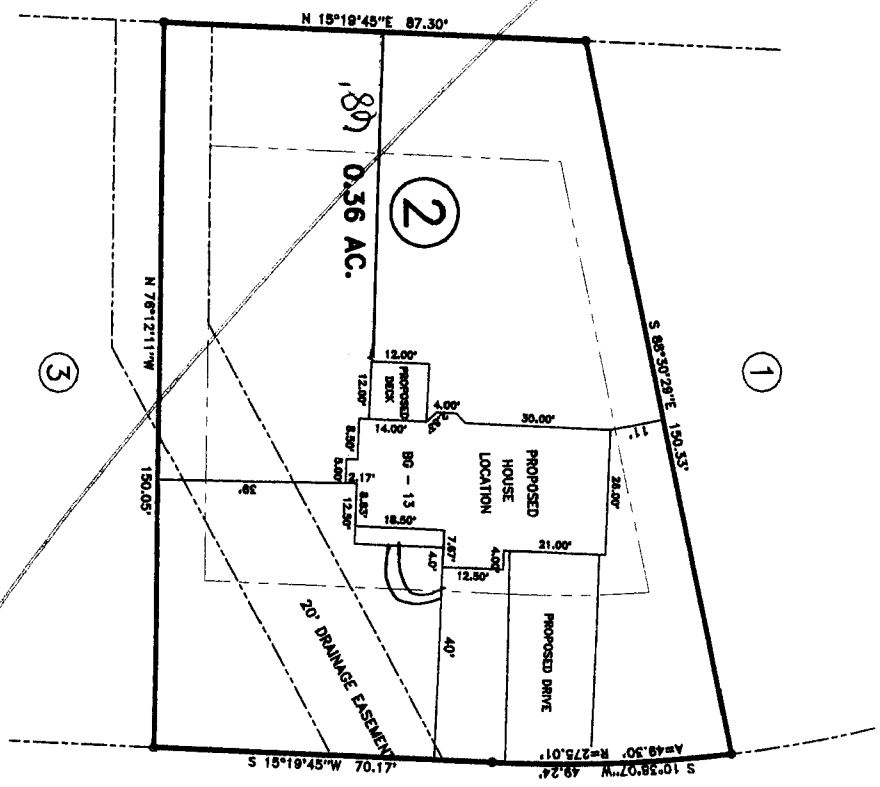 N 15°19'45"E 87.30'
2
0.36 AC.
S 88°30'29"E 150.33'
1
N 76°12'11"W 150.05'
3
12.00'
12.00'
PROPOSED
DECK
4.00'
30.00'
11'
14.00'
8.50'
5.00'
2.17'
8.83'
12.50'
39'
BG - 13
PROPOSED
HOUSE
LOCATION
28.00'
18.50'
7.67'
4.0'
4.00'
21.00'
12.50'
40'
PROPOSED DRIVE
20' DRAINAGE EASEMENT
S 15°19'45"W 70.17'
S 10°38'07"W 49.24'
A=49.30' R=275.01'